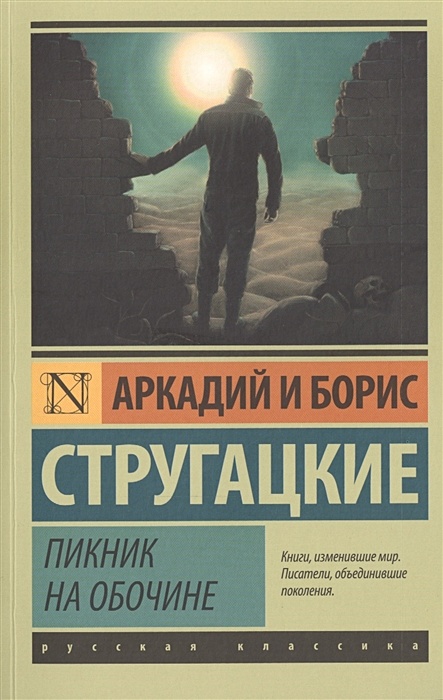 N
АРКАДИЙ И БОРИС
СТРУГАЦКИЕ
ПИКНИК
НА ОБОЧИНЕ
Книги, изменившие мир.
Писатели, объединившие
поколения.
русская классика